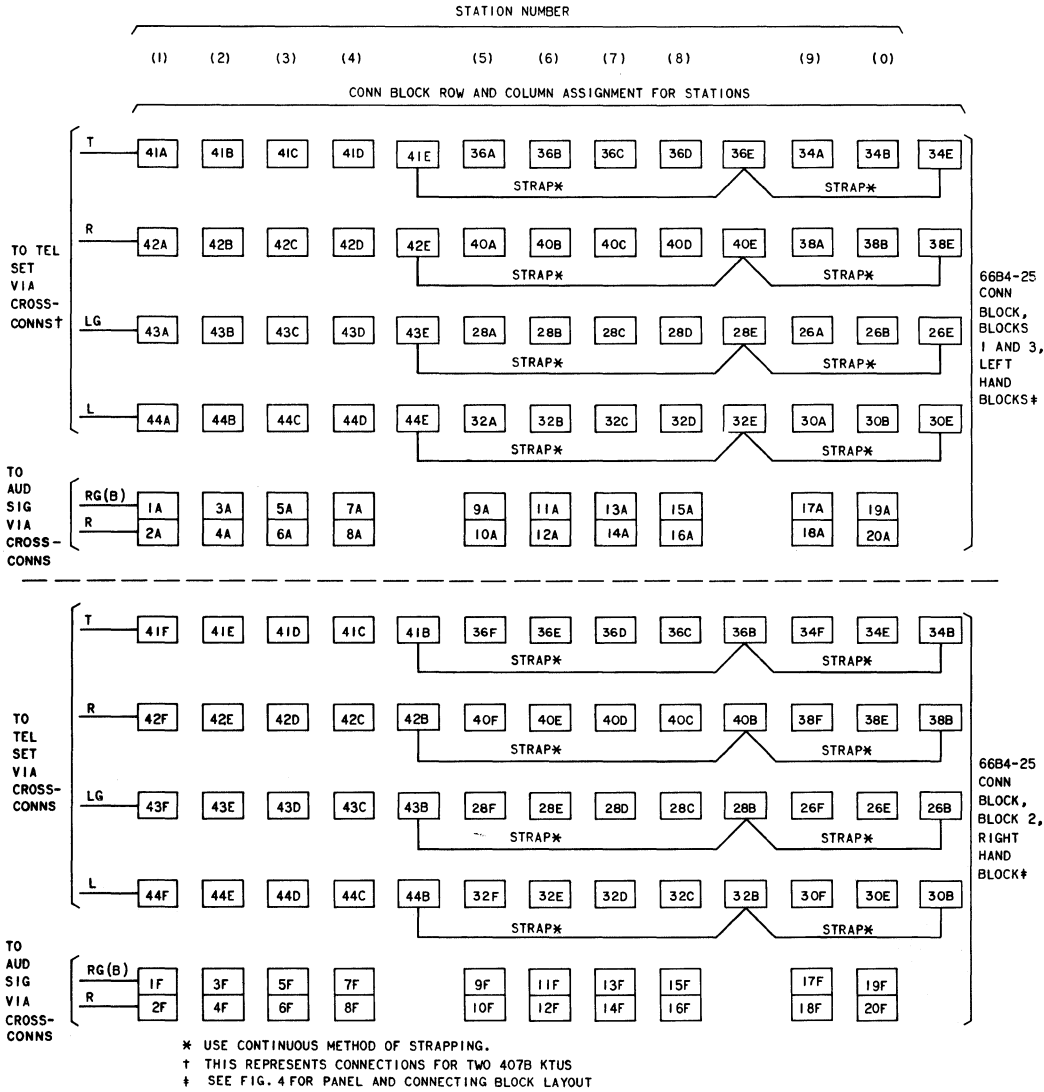 STATION NUMBER
(1) (2) (3) (4) (5) (6) (7) (8) (9) (0)
CONN BLOCK ROW AND COLUMN ASSIGNMENT FOR STATIONS
T
41A 41B 41C 41D 41E 36A 36B 36C 36D 36E 34A 34B 34E
STRAP* STRAP*
R
42A 42B 42C 42D 42E 40A 40B 40C 40D 40E 38A 38B 38E
STRAP* STRAP*
TO TEL
SET
VIA
CROSS-
CONNS†
LG
43A 43B 43C 43D 43E 28A 28B 28C 28D 28E 26A 26B 26E
STRAP* STRAP*
66B4-25
CONN
BLOCK,
BLOCKS
1 AND 3,
LEFT
HAND
BLOCKS‡
L
44A 44B 44C 44D 44E 32A 32B 32C 32D 32E 30A 30B 30E
STRAP* STRAP*
TO
AUD
SIG
VIA
CROSS-
CONNS
RG(B)
1A 3A 5A 7A 9A 11A 13A 15A 17A 19A
R
2A 4A 6A 8A 10A 12A 14A 16A 18A 20A
T
41F 41E 41D 41C 41B 36F 36E 36D 36C 36B 34F 34E 34B
STRAP* STRAP*
R
42F 42E 42D 42C 42B 40F 40E 40D 40C 40B 38F 38E 38B
STRAP* STRAP*
TO
TEL
SET
VIA
CROSS-
CONNS
LG
43F 43E 43D 43C 43B 28F 28E 28D 28C 28B 26F 26E 26B
STRAP* STRAP*
66B4-25
CONN
BLOCK,
BLOCK 2,
RIGHT
HAND
BLOCK‡
L
44F 44E 44D 44C 44B 32F 32E 32D 32C 32B 30F 30E 30B
STRAP* STRAP*
TO
AUD
SIG
VIA
CROSS-
CONNS
RG(B)
1F 3F 5F 7F 9F 11F 13F 15F 17F 19F
R
2F 4F 6F 8F 10F 12F 14F 16F 18F 20F
* USE CONTINUOUS METHOD OF STRAPPING.
† THIS REPRESENTS CONNECTIONS FOR TWO 407B KTUS
‡ SEE FIG. 4 FOR PANEL AND CONNECTING BLOCK LAYOUT